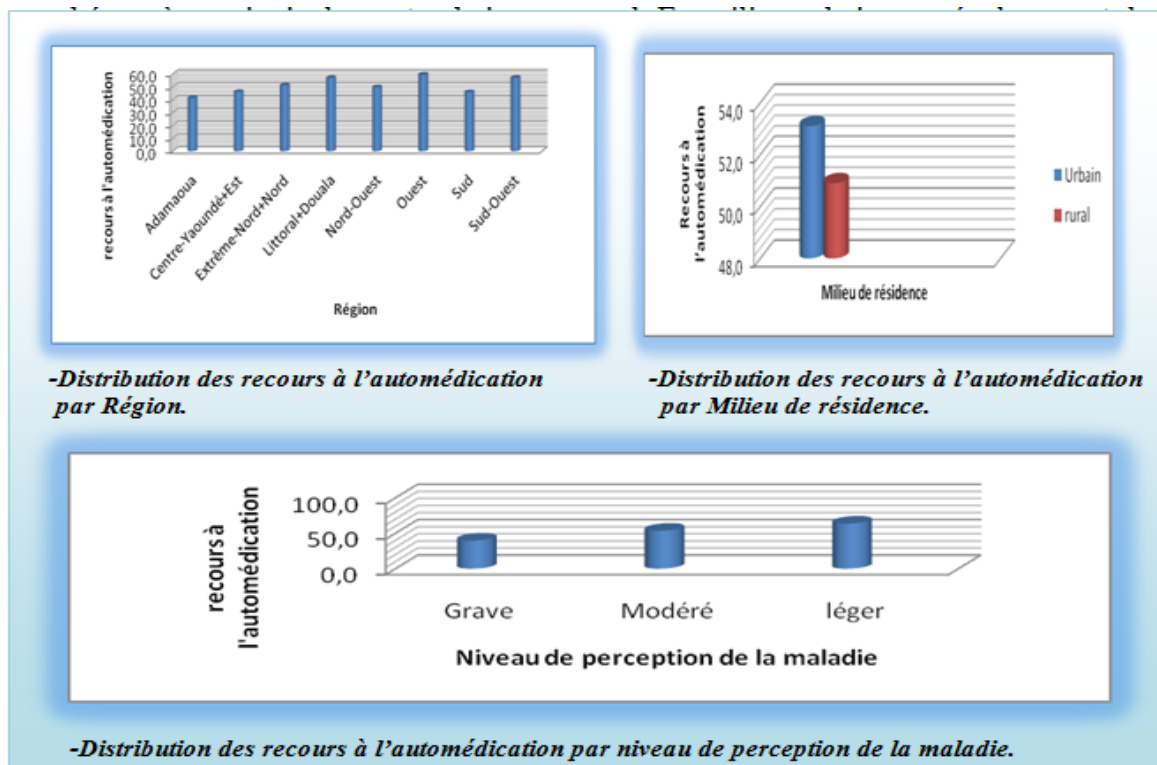 recours à l'automédication
60,0
50,0
40,0
30,0
20,0
10,0
0,0
Adamaoua
Centre-Yaoundé+Est
Extrême-Nord+Nord
Littoral+Douala
Nord-Ouest
Ouest
Sud
Sud-Ouest
Région
Recours à
l'automédication
54,0
52,0
50,0
48,0
Urbain
rural
Milieu de résidence
-Distribution des recours à l'automédication
par Région.
-Distribution des recours à l'automédication
par Milieu de résidence.
recours à
l'automédication
100,0
50,0
0,0
Grave
Modéré
léger
Niveau de perception de la maladie
-Distribution des recours à l'automédication par niveau de perception de la maladie.